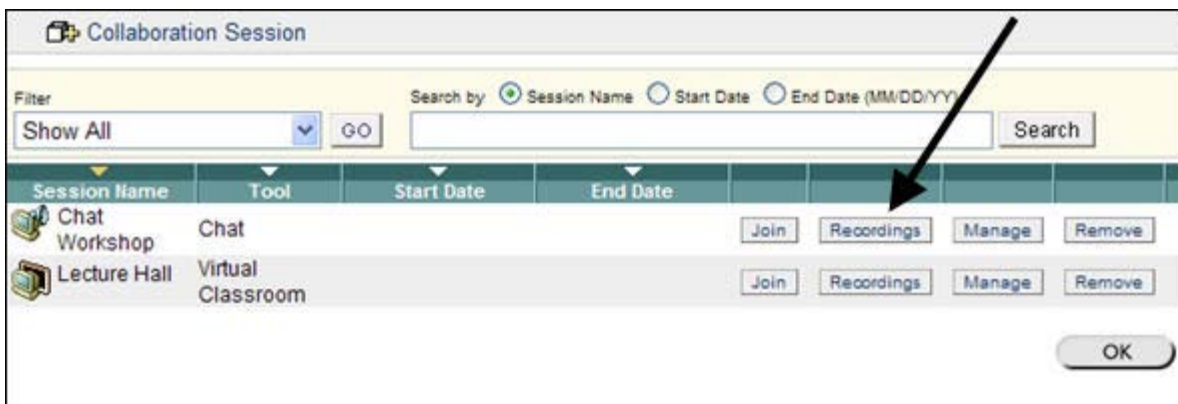 Collaboration Session
Filter
Search by Session Name Start Date End Date (MM/DD/YY)
Show All GO Search
Session Name Tool Start Date End Date
Chat Workshop Chat Join Recordings Manage Remove
Lecture Hall Virtual Classroom Join Recordings Manage Remove
OK